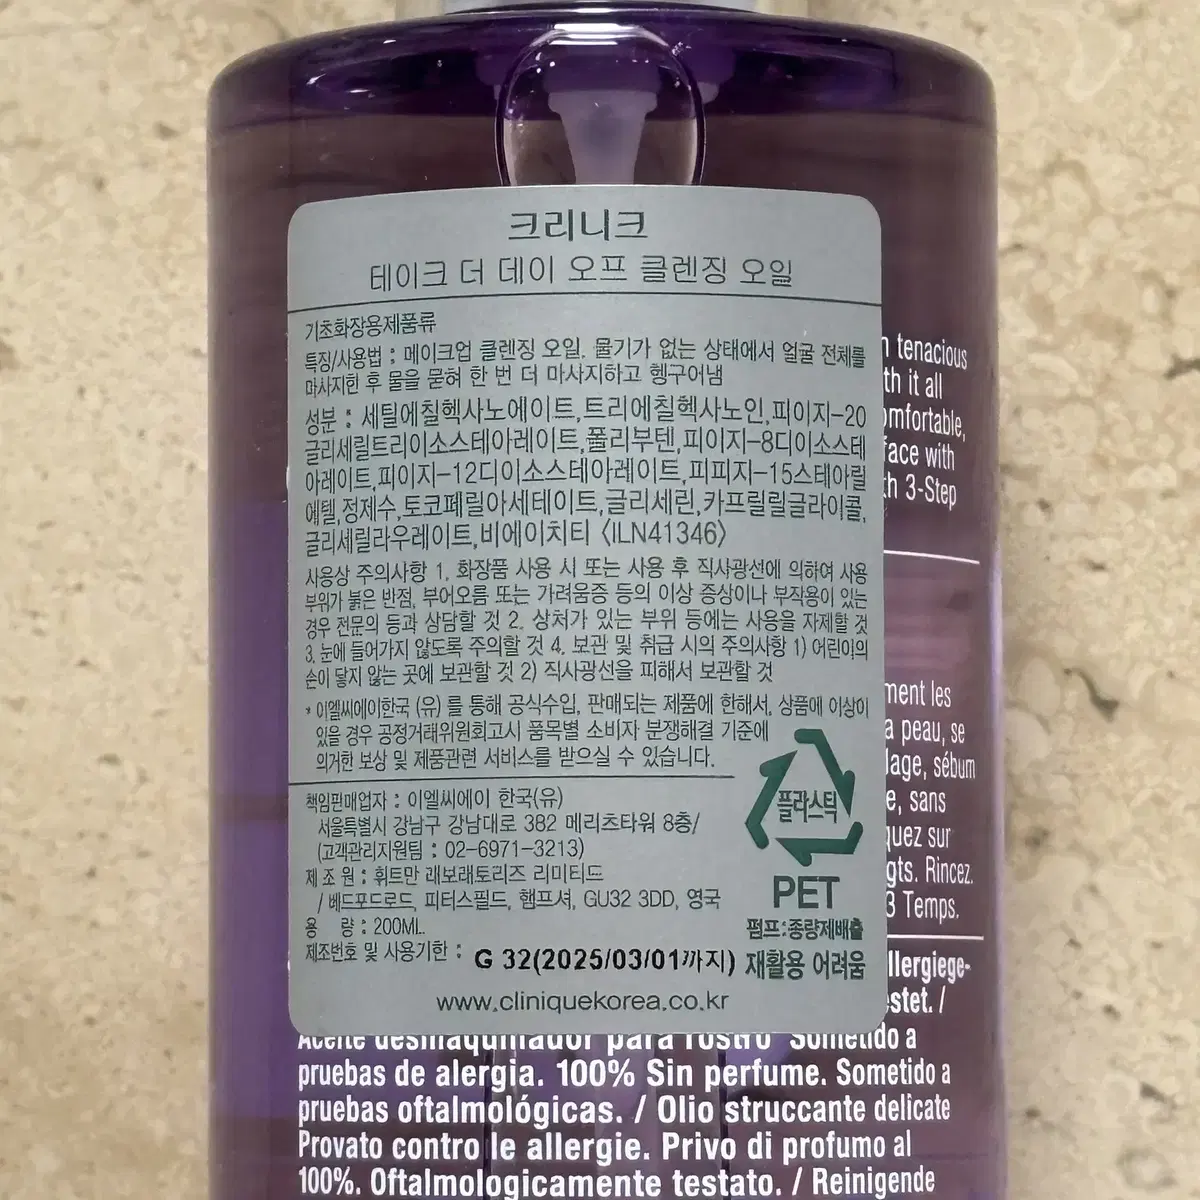 크리니크
테이크 더 데이 오프 클렌징 오일
기초화장용제품류
특징/사용법 : 메이크업 클렌징 오일. 물기가 없는 상태에서 얼굴 전체를
마사지한 후 물을 묻혀 한 번 더 마사지하고 헹구어냄
성분 : 세틸에칠헥사노에이트,트리에칠헥사노인,피이지-20
글리세릴트리이소스테아레이트,폴리부텐,피이지-8디이소스테
아레이트,피이지-12디이소스테아레이트,피피지-15스테아릴
에텔,정제수,토코페릴아세테이트,글리세린,카프릴릴글라이콜,
글리세릴라우레이트,비에이치티 <ILN41346>
사용상 주의사항 1. 화장품 사용 시 또는 사용 후 직사광선에 의하여 사용
부위가 붉은 반점, 부어오름 또는 가려움증 등의 이상 증상이나 부작용이 있는
경우 전문의 등과 상담할 것 2. 상처가 있는 부위 등에는 사용을 자제할 것
3. 눈에 들어가지 않도록 주의할 것 4. 보관 및 취급 시의 주의사항 1) 어린이의
손이 닿지 않는 곳에 보관할 것 2) 직사광선을 피해서 보관할 것
* 이엘씨에이한국 (유) 를 통해 공식수입, 판매되는 제품에 한해서, 상품에 이상이
있을 경우 공정거래위원회고시 품목별 소비자 분쟁해결 기준에
의거한 보상 및 제품관련 서비스를 받으실 수 있습니다.
책임판매업자 : 이엘씨에이 한국(유)
서울특별시 강남구 강남대로 382 메리츠타워 8층/
(고객관리지원팀 : 02-6971-3213)
제 조 원 : 휘트만 래보래토리즈 리미티드
/ 베드포드로드, 피터스필드, 햄프셔, GU32 3DD, 영국
용 량 : 200ML.
제조번호 및 사용기한 : G 32(2025/03/01까지)
www.cliniquekorea.co.kr
플라스틱
PET
펌프:종량제배출
재활용 어려움
n tenacious
th it all
omfortable,
face with
th 3-Step
ment les
a peau, se
lage, sébum
e, sans
quez sur
gts. Rincez.
3 Temps.
llergiege-
estet. /
Aceite desmaquillador para rostro Sometido a
pruebas de alergia. 100% Sin perfume. Sometido a
pruebas oftalmológicas. / Olio struccante delicate
Provato contro le allergie. Privo di profumo al
100%. Oftalmologicamente testato. / Reinigende